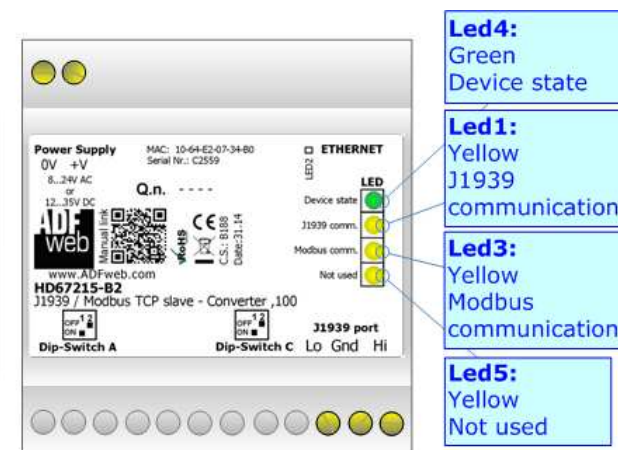 Power Supply
0V +V
8...24V AC
or
12...35V DC
MAC: 10-64-E2-07-34-B0
Serial Nr.: C2559
Q.n. - - - -
ETHERNET
LED2
LED
Device state
J1939 comm.
Modbus comm.
Not used
ADF
web
Manual link
RoHS
CE
C.S.: B188
Date:31.14
www.ADFweb.com
HD67215-B2
J1939 / Modbus TCP slave - Converter ,100
OFF 1 2
ON
Dip-Switch A
OFF 1 2
ON
Dip-Switch C
J1939 port
Lo Gnd Hi
Led4:
Green
Device state
Led1:
Yellow
J1939
communication
Led3:
Yellow
Modbus
communication
Led5:
Yellow
Not used